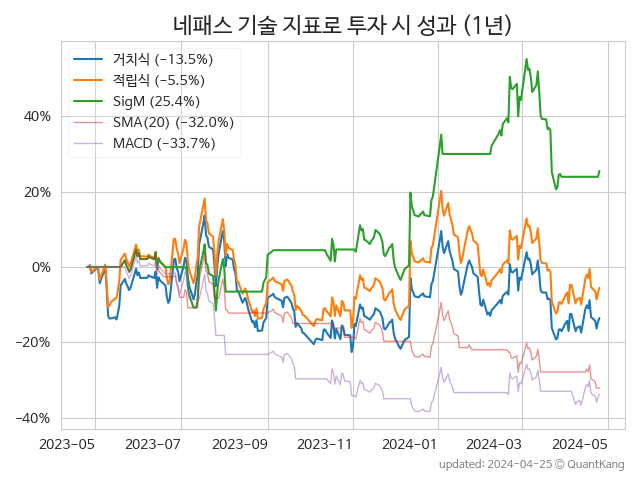 네패스 기술 지표로 투자 시 성과 (1년)
거치식 (−13.5%)
적립식 (−5.5%)
SigM (25.4%)
SMA(20) (−32.0%)
MACD (−33.7%)
40%
20%
0%
−20%
−40%
2023-05 2023-07 2023-09 2023-11 2024-01 2024-03 2024-05
updated: 2024-04-25 © QuantKang